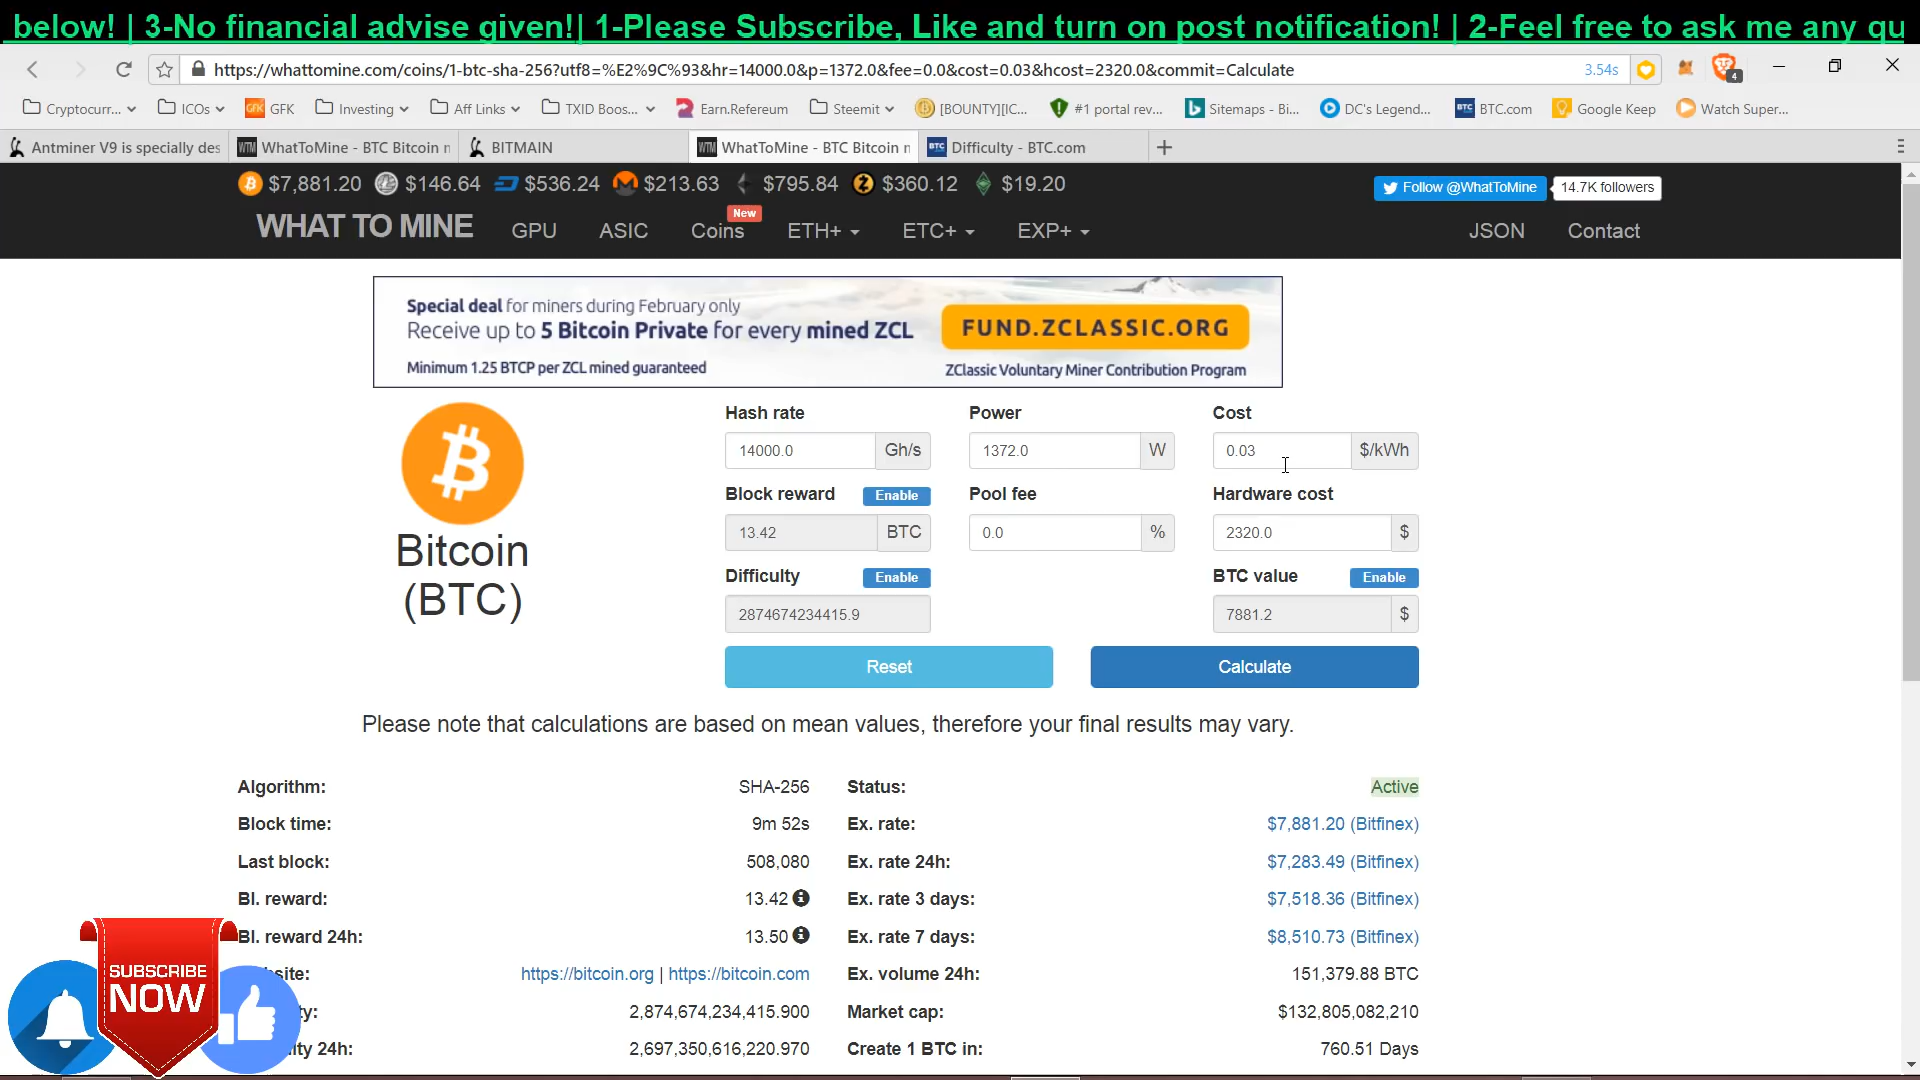 below! | 3-No financial advise given!| 1-Please Subscribe, Like and turn on post notification! | 2-Feel free to ask me any qu
https://whattomine.com/coins/1-btc-sha-256?utf8=%E2%9C%93&hr=14000.0&p=1372.0&fee=0.0&cost=0.03&hcost=2320.0&commit=Calculate 3.54s 4
Cryptocurr... ICOs GFK GFK Investing Aff Links TXID Boos... Earn.Refereum Steemit [BOUNTY][IC... #1 portal rev... Sitemaps - Bi... DC's Legend... BTC BTC.com Google Keep Watch Super...
Antminer V9 is specially des WTM WhatToMine - BTC Bitcoin n BITMAIN WTM WhatToMine - BTC Bitcoin n BTC Difficulty - BTC.com
$7,881.20 $146.64 $536.24 $213.63 $795.84 $360.12 $19.20 Follow @WhatToMine 14.7K followers
WHAT TO MINE GPU ASIC Coins New ETH+ ETC+ EXP+ JSON Contact
Special deal for miners during February only
Receive up to 5 Bitcoin Private for every mined ZCL
Minimum 1.25 BTCP per ZCL mined guaranteed
FUND.ZCLASSIC.ORG
ZClassic Voluntary Miner Contribution Program
Bitcoin
(BTC)
Hash rate Power Cost
14000.0 Gh/s 1372.0 W 0.03 $/kWh
Block reward Enable Pool fee Hardware cost
13.42 BTC 0.0 % 2320.0 $
Difficulty Enable BTC value Enable
2874674234415.9 7881.2 $
Reset Calculate
Please note that calculations are based on mean values, therefore your final results may vary.
Algorithm: SHA-256 Status: Active
Block time: 9m 52s Ex. rate: $7,881.20 (Bitfinex)
Last block: 508,080 Ex. rate 24h: $7,283.49 (Bitfinex)
Bl. reward: 13.42 Ex. rate 3 days: $7,518.36 (Bitfinex)
Bl. reward 24h: 13.50 Ex. rate 7 days: $8,510.73 (Bitfinex)
site: https://bitcoin.org | https://bitcoin.com Ex. volume 24h: 151,379.88 BTC
ty: 2,874,674,234,415.900 Market cap: $132,805,082,210
lty 24h: 2,697,350,616,220.970 Create 1 BTC in: 760.51 Days
SUBSCRIBE
NOW